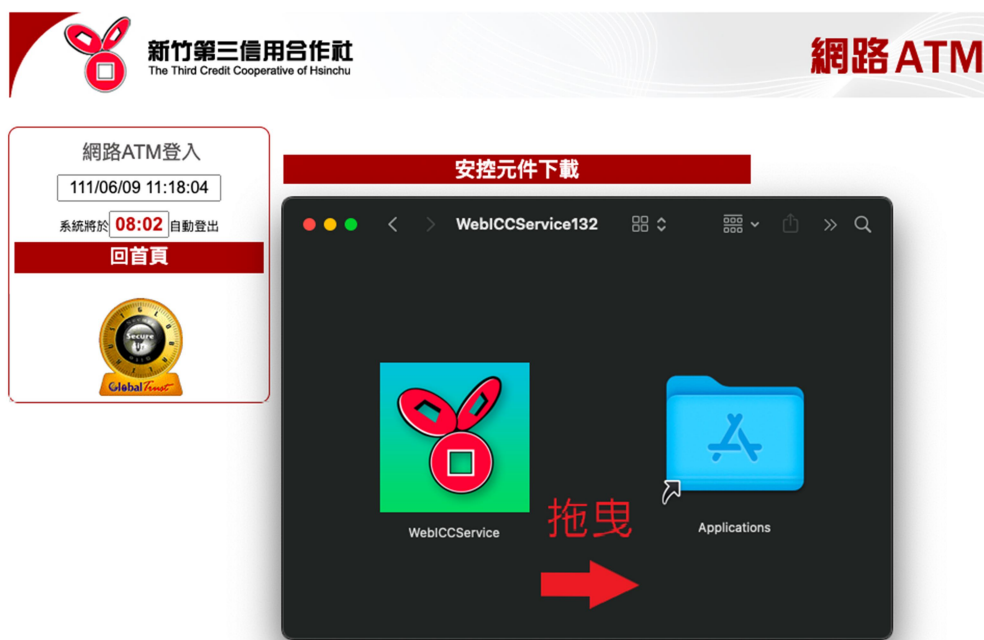 新竹第三信用合作社
The Third Credit Cooperative of Hsinchu
網路ATM
網路ATM登入
111/06/09 11:18:04
系統將於 08:02 自動登出
回首頁
Secure
GlobalTrust
安控元件下載
WebICCService132
WebICCService
拖曳
Applications